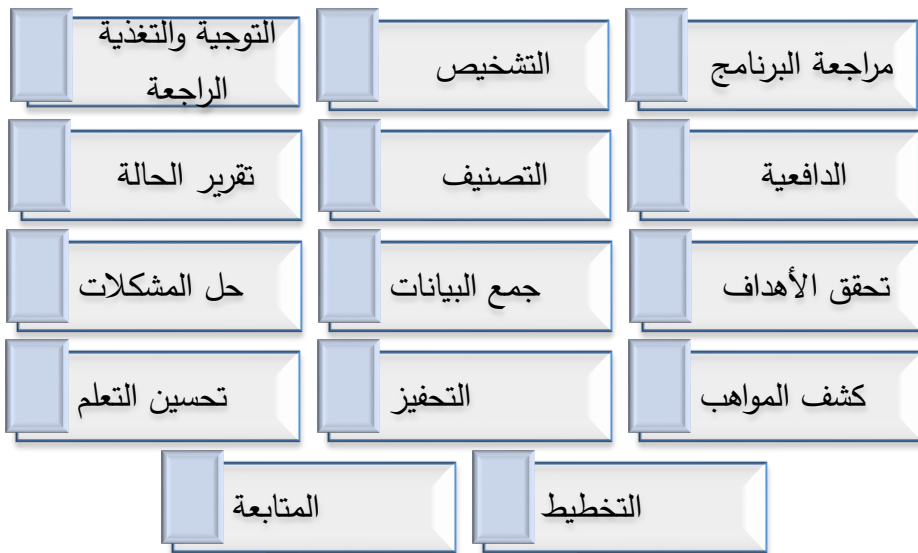 مراجعة البرنامج
التشخيص
التوجية والتغذية
الراجعة
الدافعية
التصنيف
تقرير الحالة
تحقق الأهداف
جمع البيانات
حل المشكلات
كشف المواهب
التحفيز
تحسين التعلم
التخطيط
المتابعة